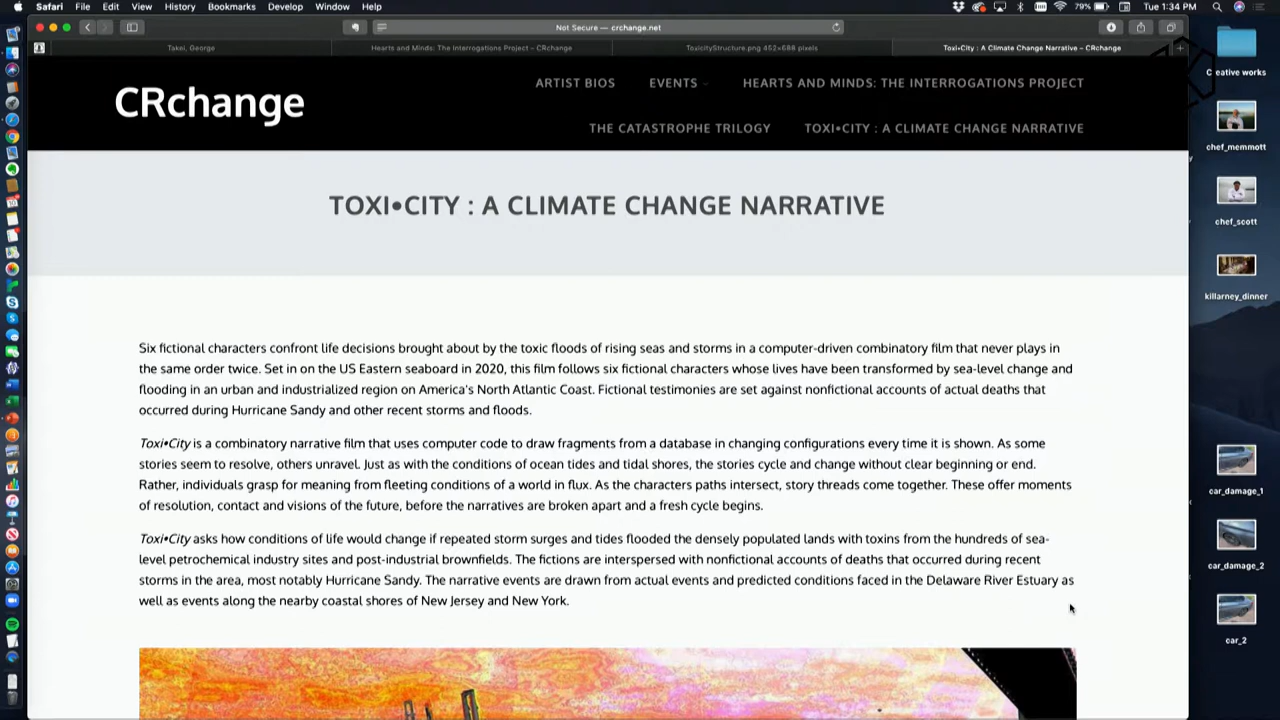 Safari File Edit View History Bookmarks Develop Window Help
79% Tue 1:34 PM
Not Secure — crchange.net
Takei, George
Hearts and Minds: The Interrogations Project – CRchange
ToxicityStructure.png 452×686 pixels
Toxi•City : A Climate Change Narrative – CRchange
CRchange
ARTIST BIOS EVENTS HEARTS AND MINDS: THE INTERROGATIONS PROJECT
THE CATASTROPHE TRILOGY TOXI•CITY : A CLIMATE CHANGE NARRATIVE
TOXI•CITY : A CLIMATE CHANGE NARRATIVE
Six fictional characters confront life decisions brought about by the toxic floods of rising seas and storms in a computer-driven combinatory film that never plays in
the same order twice. Set in on the US Eastern seaboard in 2020, this film follows six fictional characters whose lives have been transformed by sea-level change and
flooding in an urban and industrialized region on America's North Atlantic Coast. Fictional testimonies are set against nonfictional accounts of actual deaths that
occurred during Hurricane Sandy and other recent storms and floods.
Toxi•City is a combinatory narrative film that uses computer code to draw fragments from a database in changing configurations every time it is shown. As some
stories seem to resolve, others unravel. Just as with the conditions of ocean tides and tidal shores, the stories cycle and change without clear beginning or end.
Rather, individuals grasp for meaning from fleeting conditions of a world in flux. As the characters paths intersect, story threads come together. These offer moments
of resolution, contact and visions of the future, before the narratives are broken apart and a fresh cycle begins.
Toxi•City asks how conditions of life would change if repeated storm surges and tides flooded the densely populated lands with toxins from the hundreds of sea-
level petrochemical industry sites and post-industrial brownfields. The fictions are interspersed with nonfictional accounts of deaths that occurred during recent
storms in the area, most notably Hurricane Sandy. The narrative events are drawn from actual events and predicted conditions faced in the Delaware River Estuary as
well as events along the nearby coastal shores of New Jersey and New York.
Creative works
chef_memmott
chef_scott
killarney_dinner
car_damage_1
car_damage_2
car_2